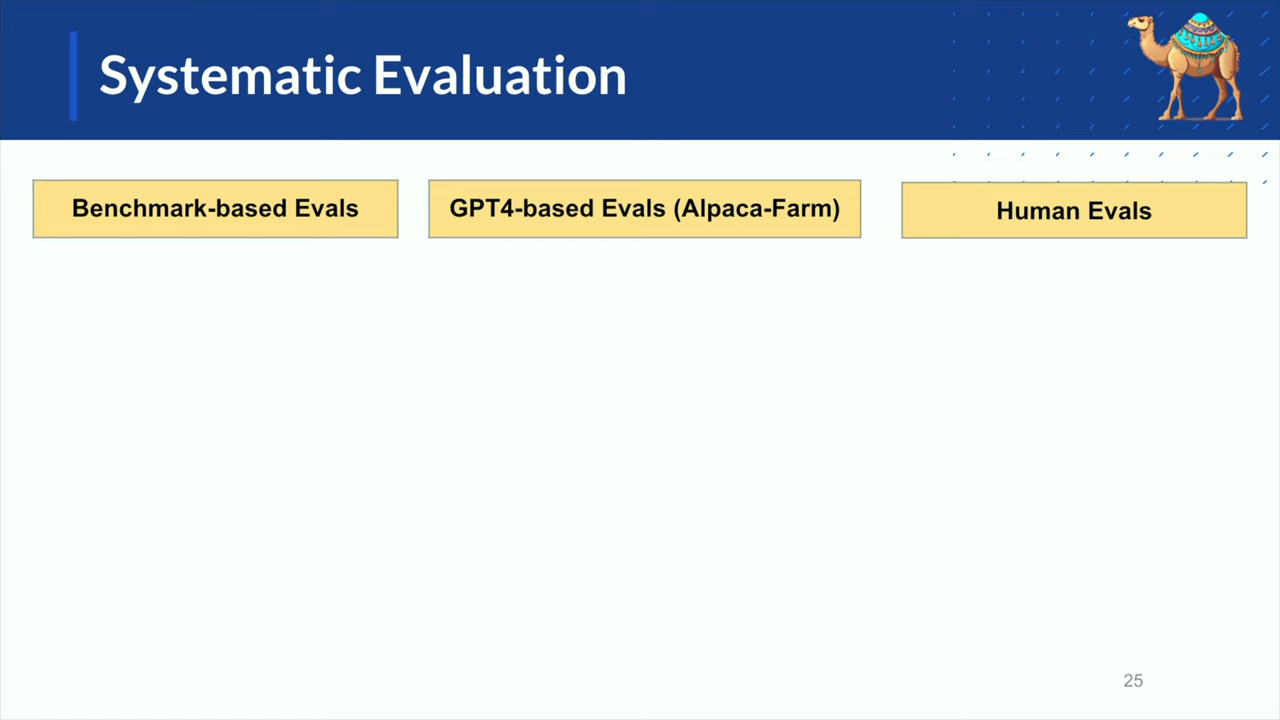 Systematic Evaluation
Benchmark-based Evals
GPT4-based Evals (Alpaca-Farm)
Human Evals
25